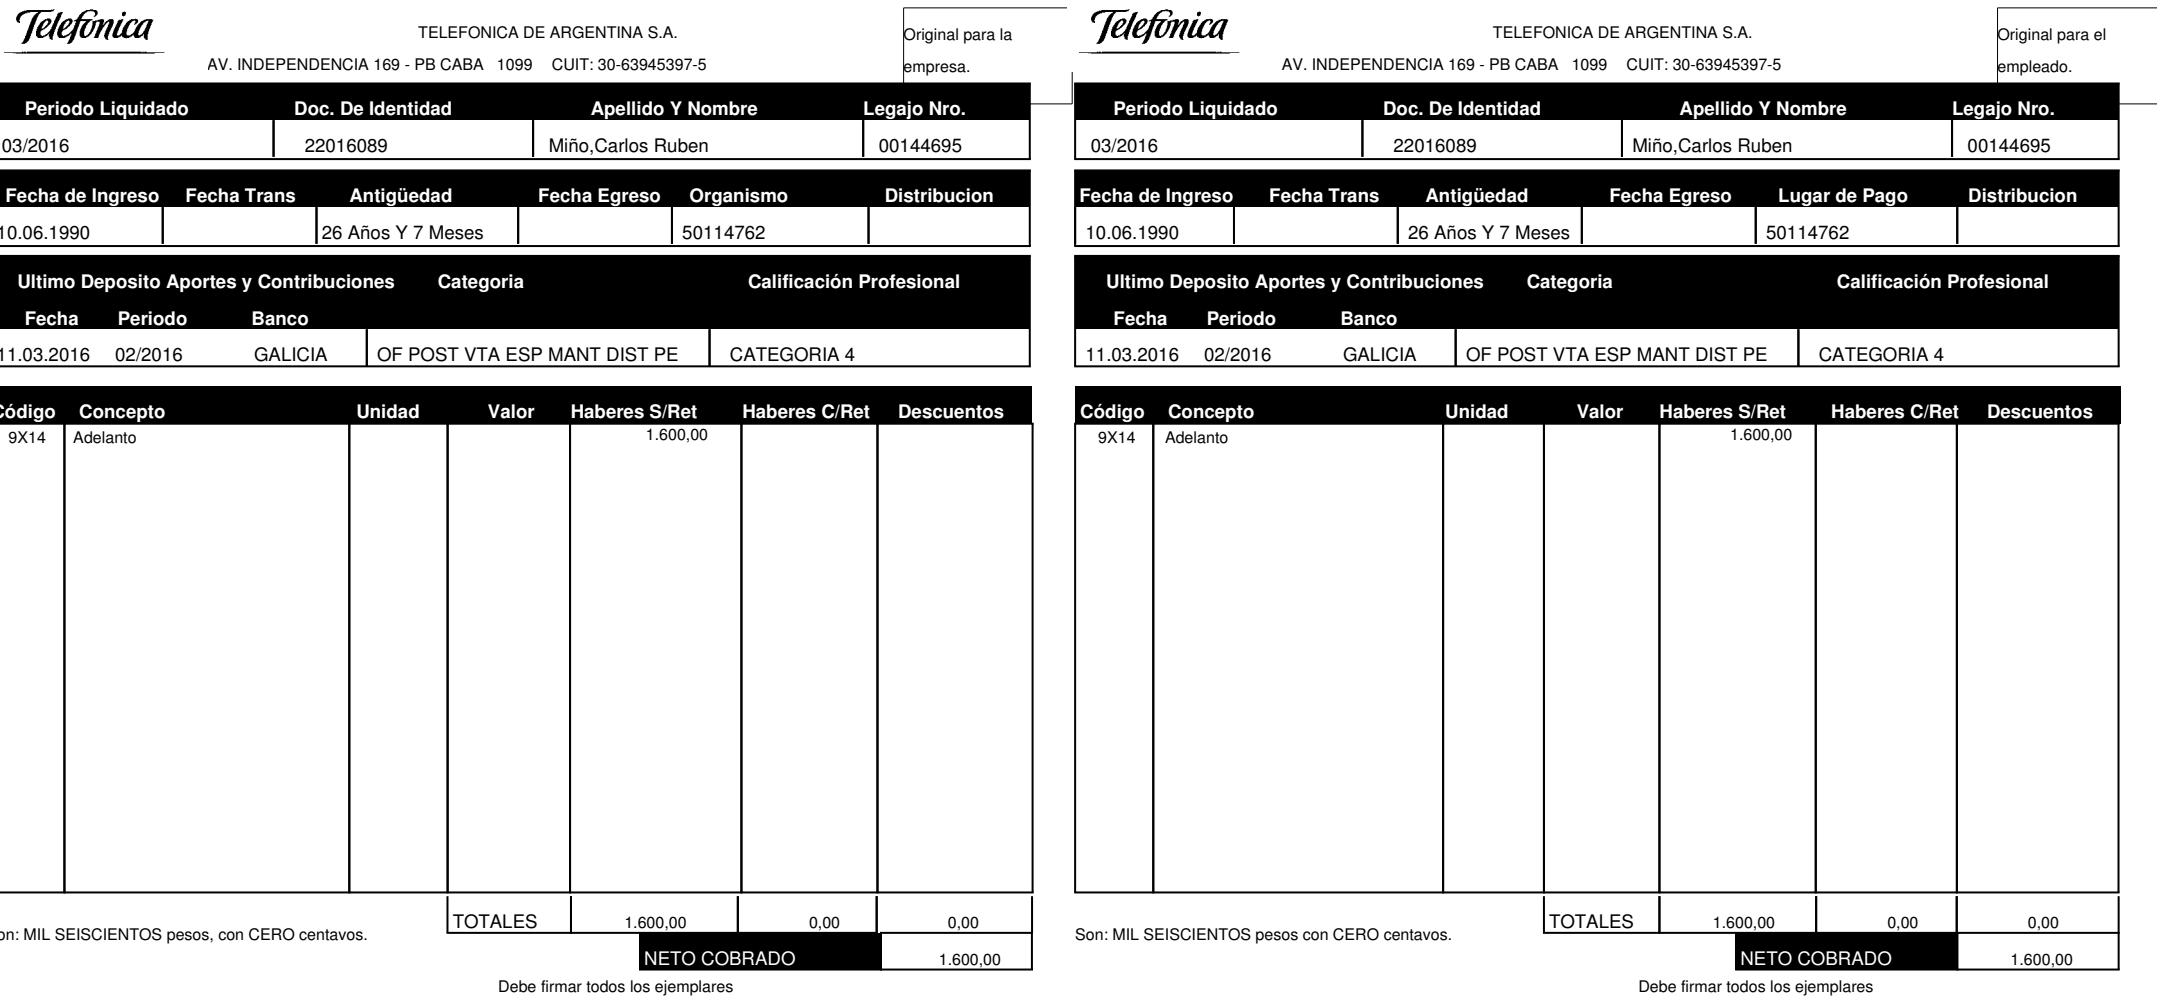 Telefónica
TELEFONICA DE ARGENTINA S.A.
Original para la
AV. INDEPENDENCIA 169 - PB CABA 1099 CUIT: 30-63945397-5
empresa.
Periodo Liquidado Doc. De Identidad Apellido Y Nombre Legajo Nro.
03/2016 22016089 Miño,Carlos Ruben 00144695
Fecha de Ingreso Fecha Trans Antigüedad Fecha Egreso Organismo Distribucion
10.06.1990 26 Años Y 7 Meses 50114762
Ultimo Deposito Aportes y Contribuciones Categoria Calificación Profesional
Fecha Periodo Banco
11.03.2016 02/2016 GALICIA OF POST VTA ESP MANT DIST PE CATEGORIA 4
Código Concepto Unidad Valor Haberes S/Ret Haberes C/Ret Descuentos
9X14 Adelanto 1.600,00
TOTALES 1.600,00 0,00 0,00
on: MIL SEISCIENTOS pesos, con CERO centavos.
NETO COBRADO 1.600,00
Debe firmar todos los ejemplares
Telefónica
TELEFONICA DE ARGENTINA S.A.
Original para el
AV. INDEPENDENCIA 169 - PB CABA 1099 CUIT: 30-63945397-5
empleado.
Periodo Liquidado Doc. De Identidad Apellido Y Nombre Legajo Nro.
03/2016 22016089 Miño,Carlos Ruben 00144695
Fecha de Ingreso Fecha Trans Antigüedad Fecha Egreso Lugar de Pago Distribucion
10.06.1990 26 Años Y 7 Meses 50114762
Ultimo Deposito Aportes y Contribuciones Categoria Calificación Profesional
Fecha Periodo Banco
11.03.2016 02/2016 GALICIA OF POST VTA ESP MANT DIST PE CATEGORIA 4
Código Concepto Unidad Valor Haberes S/Ret Haberes C/Ret Descuentos
9X14 Adelanto 1.600,00
TOTALES 1.600,00 0,00 0,00
Son: MIL SEISCIENTOS pesos con CERO centavos.
NETO COBRADO 1.600,00
Debe firmar todos los ejemplares